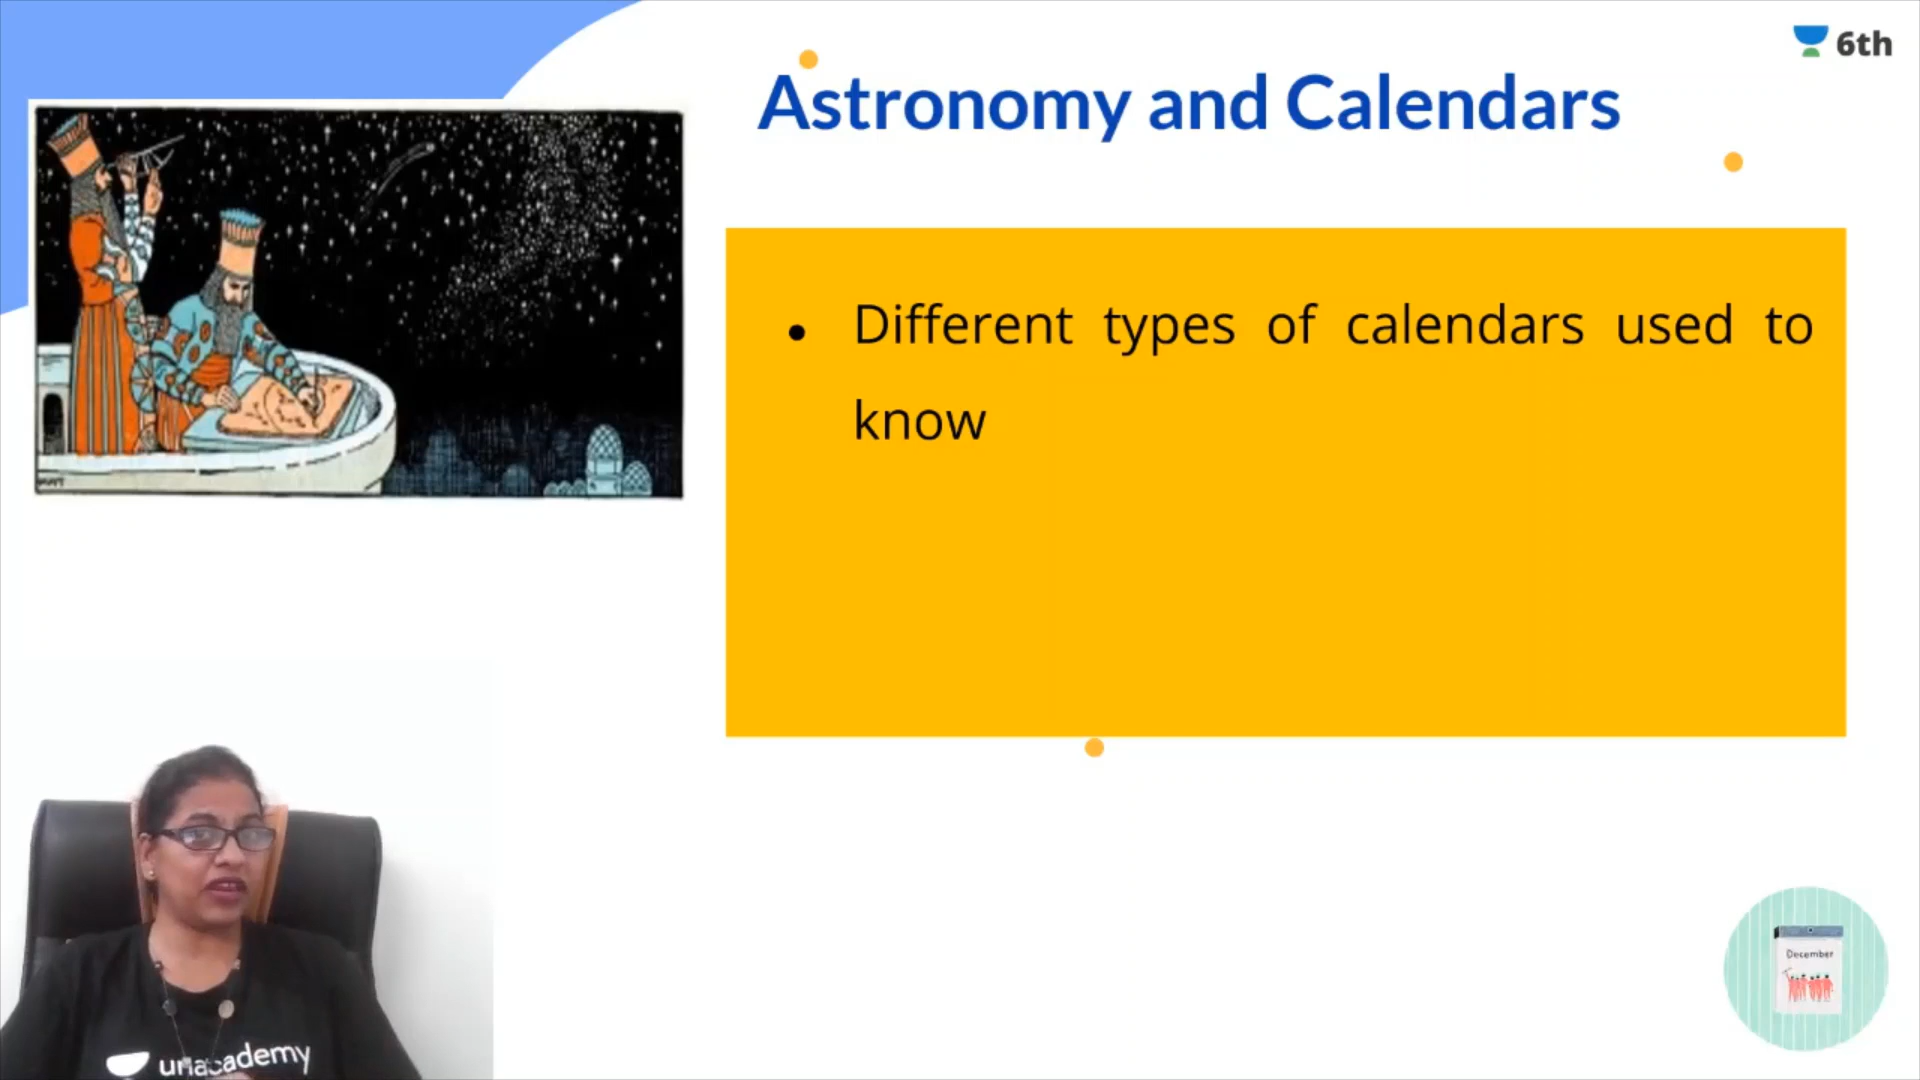 6th
Astronomy and Calendars
• Different types of calendars used to
know
December
unacademy